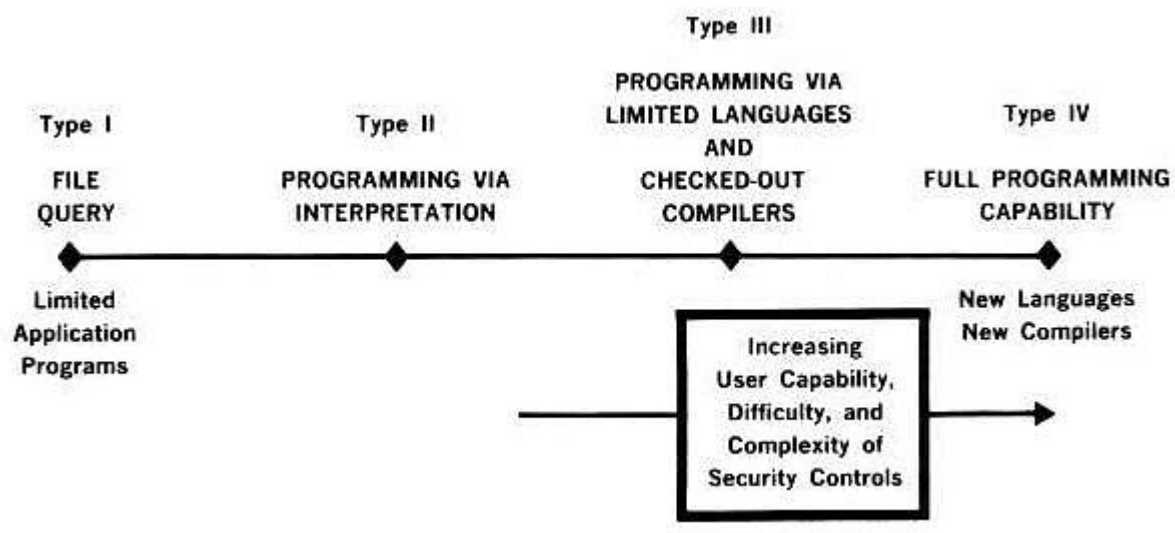 Type I
FILE
QUERY
Limited
Application
Programs
Type II
PROGRAMMING VIA
INTERPRETATION
Type III
PROGRAMMING VIA
LIMITED LANGUAGES
AND
CHECKED-OUT
COMPILERS
Type IV
FULL PROGRAMMING
CAPABILITY
New Languages
New Compilers
Increasing
User Capability,
Difficulty, and
Complexity of
Security Controls